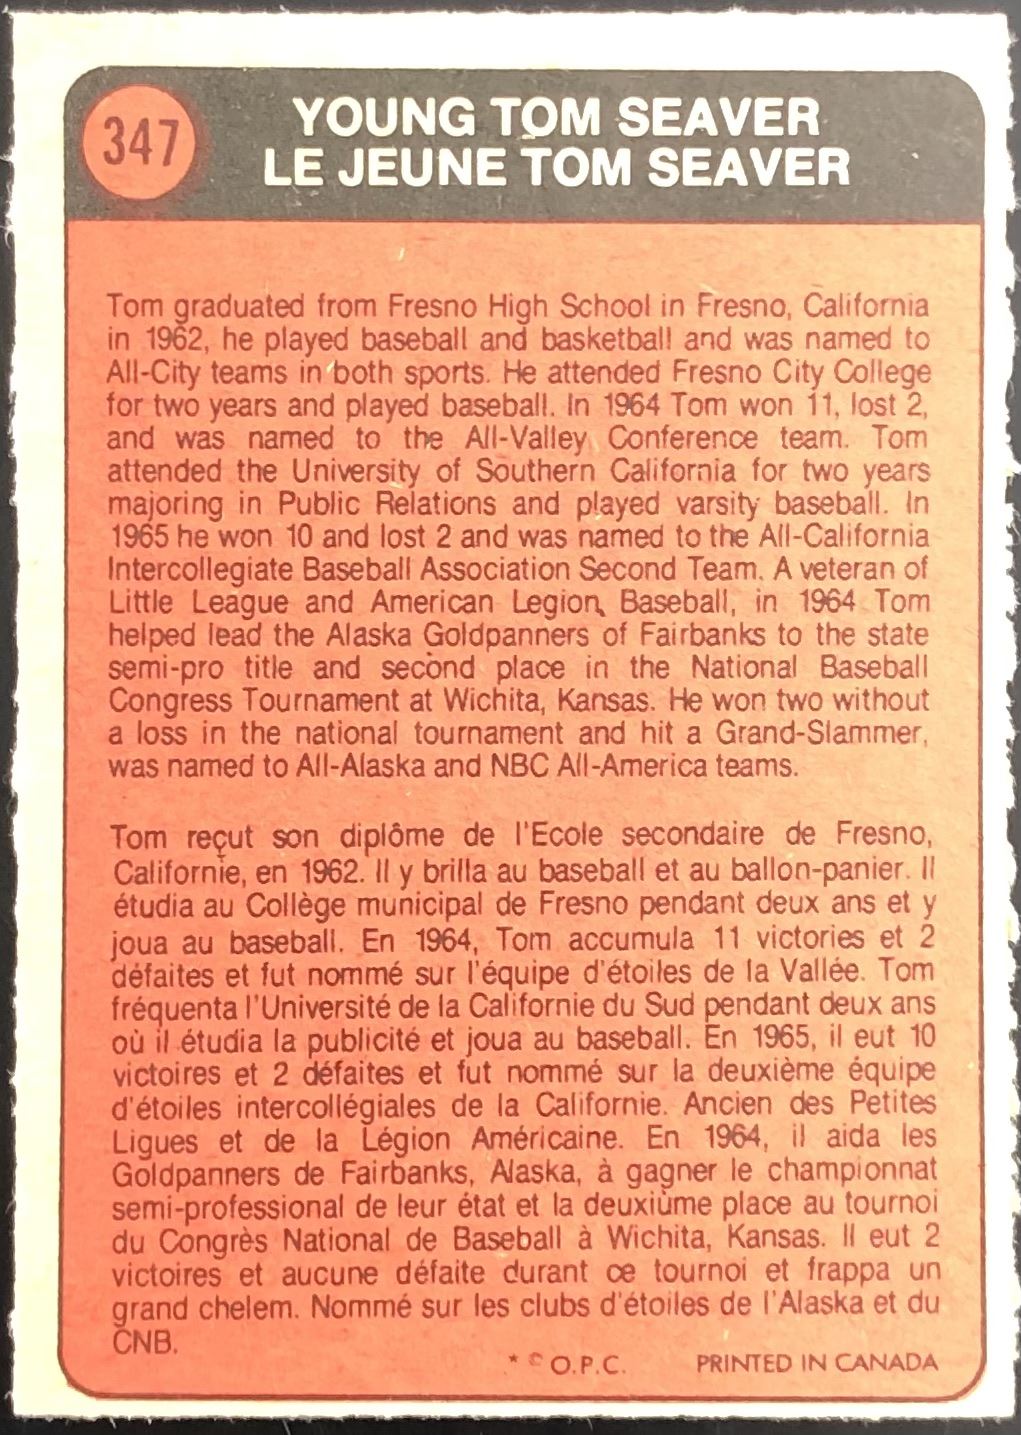 347
YOUNG TOM SEAVER
LE JEUNE TOM SEAVER
Tom graduated from Fresno High School in Fresno, California
in 1962, he played baseball and basketball and was named to
All-City teams in both sports. He attended Fresno City College
for two years and played baseball. In 1964 Tom won 11, lost 2,
and was named to the All-Valley Conference team. Tom
attended the University of Southern California for two years
majoring in Public Relations and played varsity baseball. In
1965 he won 10 and lost 2 and was named to the All-California
Intercollegiate Baseball Association Second Team. A veteran of
Little League and American Legion Baseball, in 1964 Tom
helped lead the Alaska Goldpanners of Fairbanks to the state
semi-pro title and second place in the National Baseball
Congress Tournament at Wichita, Kansas. He won two without
a loss in the national tournament and hit a Grand-Slammer,
was named to All-Alaska and NBC All-America teams.
Tom reçut son diplôme de l'Ecole secondaire de Fresno,
Californie, en 1962. Il y brilla au baseball et au ballon-panier. Il
étudia au Collège municipal de Fresno pendant deux ans et y
joua au baseball. En 1964, Tom accumula 11 victories et 2
défaites et fut nommé sur l'équipe d'étoiles de la Vallée. Tom
fréquenta l'Université de la Californie du Sud pendant deux ans
où il étudia la publicité et joua au baseball. En 1965, il eut 10
victoires et 2 défaites et fut nommé sur la deuxième équipe
d'étoiles intercollégiales de la Californie. Ancien des Petites
Ligues et de la Légion Américaine. En 1964, il aida les
Goldpanners de Fairbanks, Alaska, à gagner le championnat
semi-professional de leur état et la deuxiùme place au tournoi
du Congrès National de Baseball à Wichita, Kansas. Il eut 2
victoires et aucune défaite durant ce tournoi et frappa un
grand chelem. Nommé sur les clubs d'étoiles de l'Alaska et du
CNB.
* © O.P.C. PRINTED IN CANADA